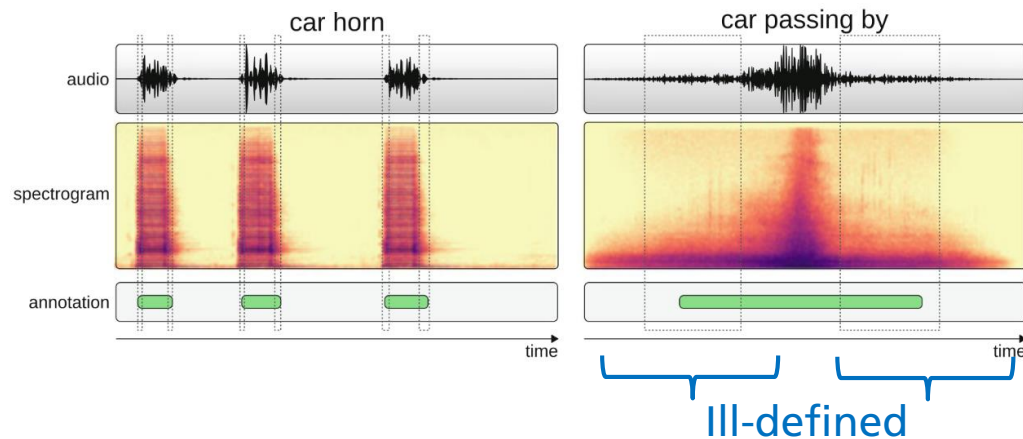 car horn
car passing by
audio
spectrogram
annotation
time
time
Ill-defined